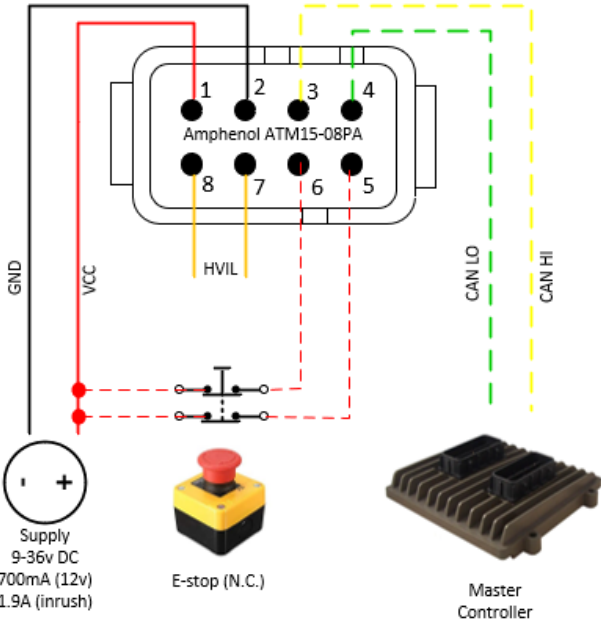 1
2
3
4
Amphenol ATM15-08PA
8
7
6
5
GND
VCC
HVIL
CAN LO
CAN HI
- +
Supply
9-36v DC
700mA (12v)
1.9A (inrush)
E-stop (N.C.)
Master
Controller